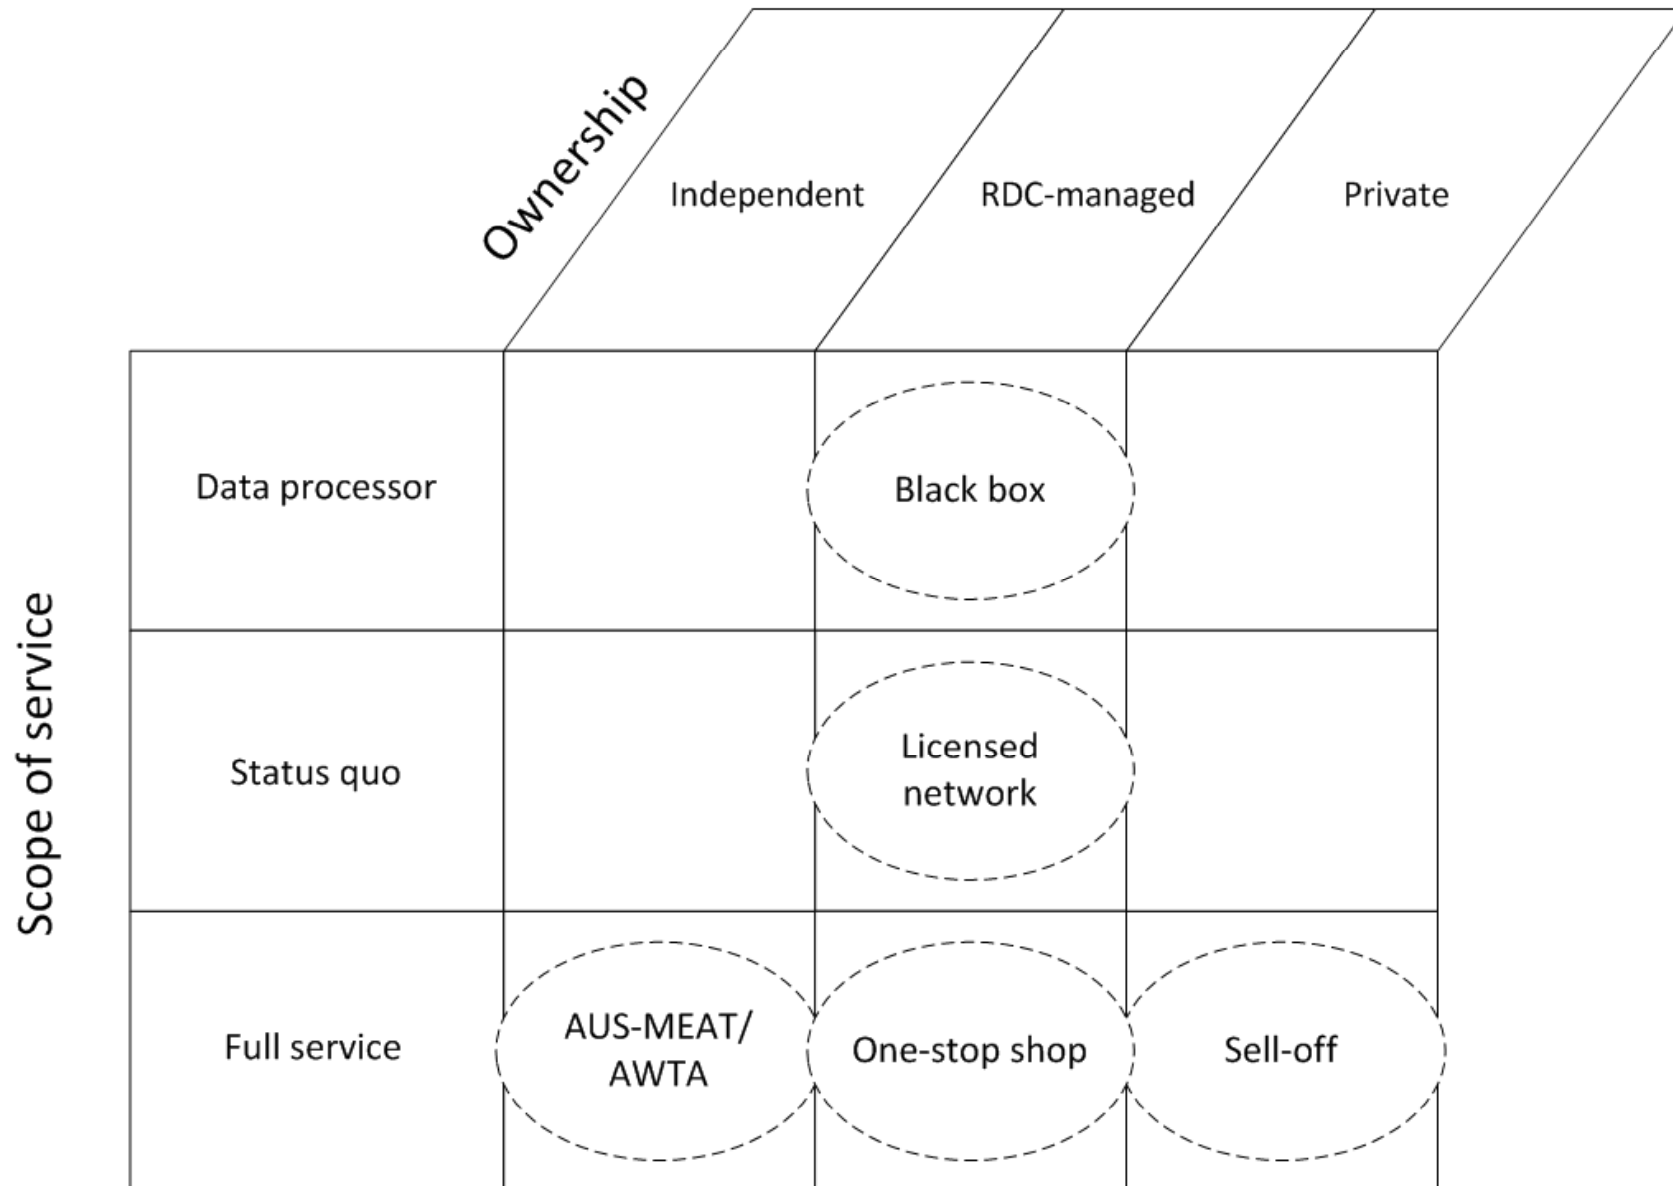 Ownership
Independent
RDC-managed
Private
Scope of service
Data processor
Black box
Status quo
Licensed
network
Full service
AUS-MEAT/
AWTA
One-stop shop
Sell-off